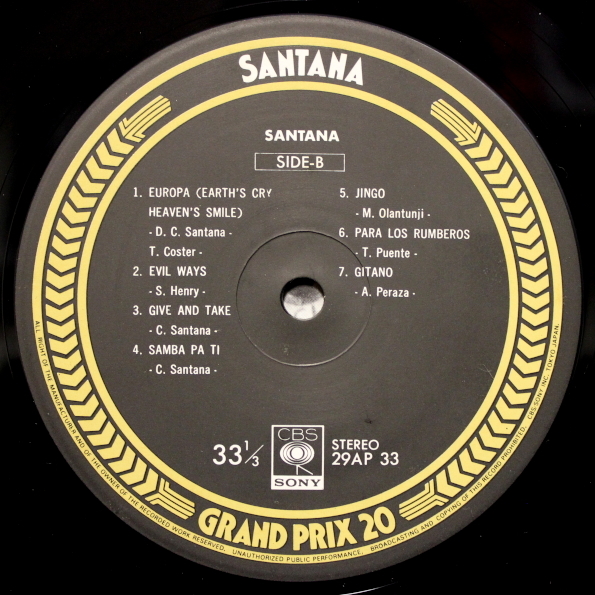 SANTANA
SANTANA
SIDE-B
1. EUROPA (EARTH'S CRY
HEAVEN'S SMILE)
- D. C. Santana -
T. Coster -
2. EVIL WAYS
- S. Henry -
3. GIVE AND TAKE
- C. Santana -
4. SAMBA PA TI
- C. Santana -
5. JINGO
- M. Olantunji -
6. PARA LOS RUMBEROS
- T. Puente -
7. GITANO
- A. Peraza -
33 1/3
CBS
SONY
STEREO
29AP 33
GRAND PRIX 20
ALL RIGHT OF THE MANUFACTURER AND OF THE OWNER OF THE RECORDED WORK RESERVED. UNAUTHORIZED PUBLIC PERFORMANCE, BROADCASTING AND COPYING OF THIS RECORD PROHIBITED. CBS SONY INC. TOKYO JAPAN.